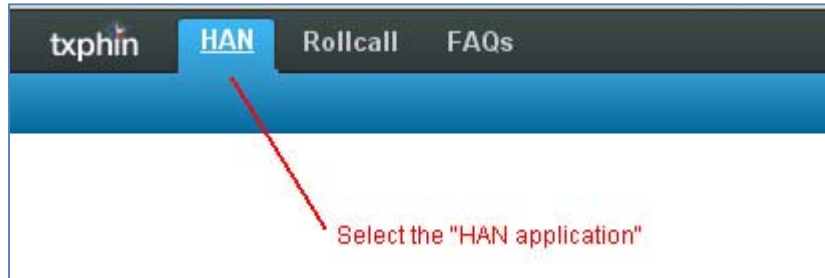 txphin HAN Rollcall FAQs
Select the "HAN application"